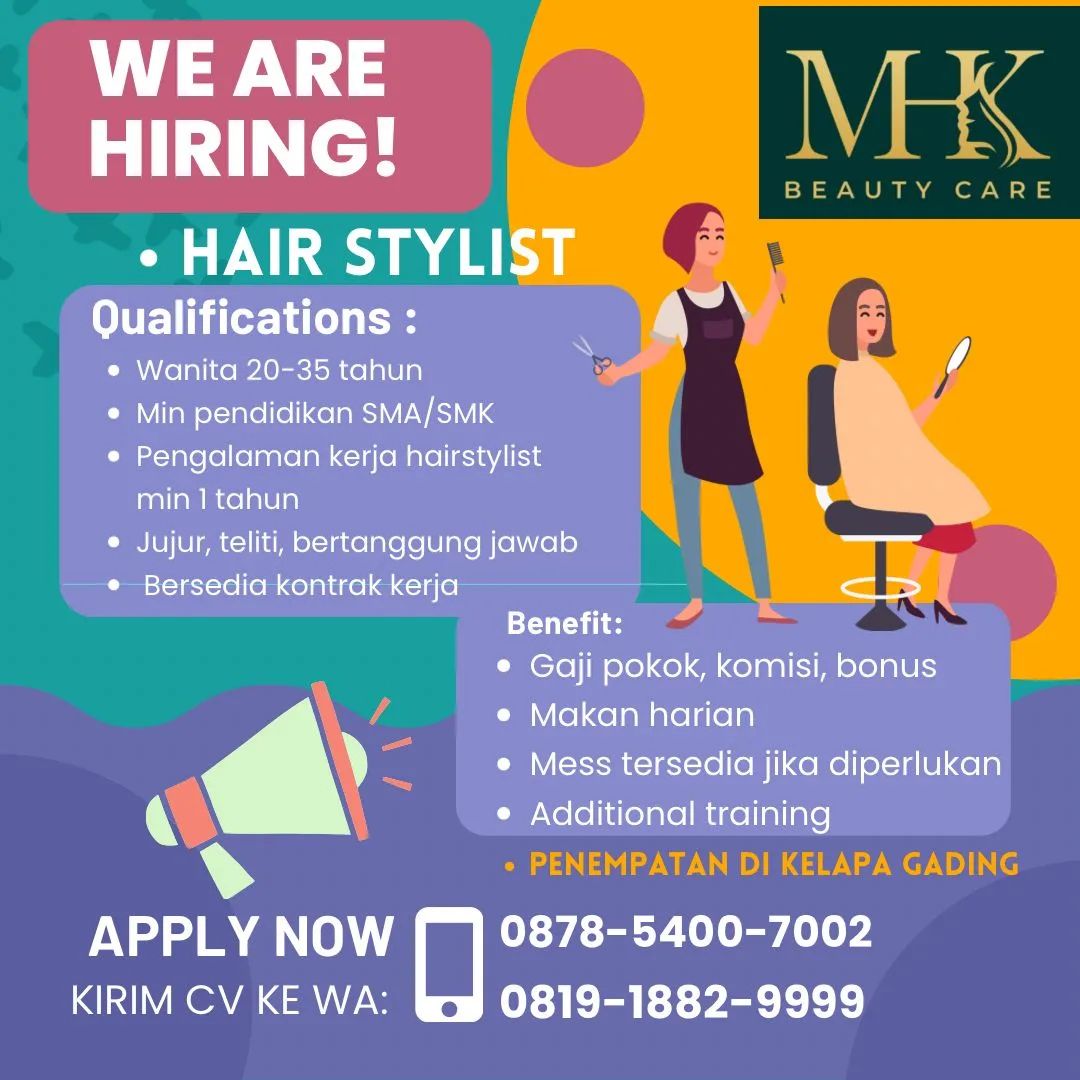 WE ARE
HIRING!
MHK
BEAUTY CARE
• HAIR STYLIST
Qualifications :
• Wanita 20-35 tahun
• Min pendidikan SMA/SMK
• Pengalaman kerja hairstylist
min 1 tahun
• Jujur, teliti, bertanggung jawab
• Bersedia kontrak kerja
Benefit:
• Gaji pokok, komisi, bonus
• Makan harian
• Mess tersedia jika diperlukan
• Additional training
• PENEMPATAN DI KELAPA GADING
APPLY NOW
KIRIM CV KE WA:
0878-5400-7002
0819-1882-9999